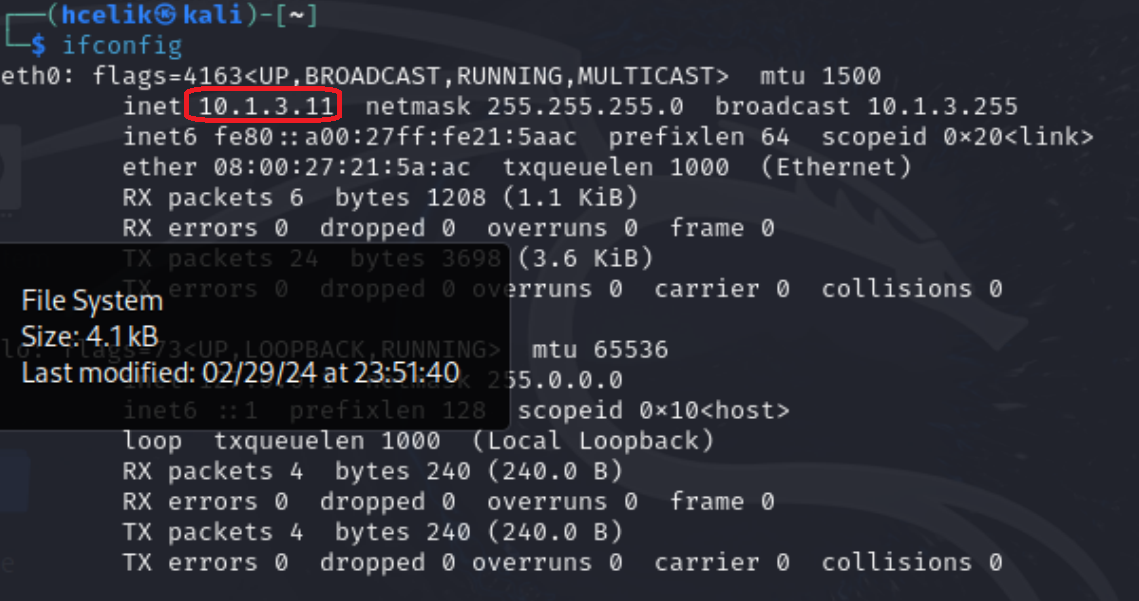 ┌──(hcelik㉿kali)-[~]
└─$ ifconfig
eth0: flags=4163<UP,BROADCAST,RUNNING,MULTICAST>  mtu 1500
inet 10.1.3.11  netmask 255.255.255.0  broadcast 10.1.3.255
inet6 fe80::a00:27ff:fe21:5aac  prefixlen 64  scopeid 0×20<link>
ether 08:00:27:21:5a:ac  txqueuelen 1000  (Ethernet)
RX packets 6  bytes 1208 (1.1 KiB)
RX errors 0  dropped 0  overruns 0  frame 0
TX packets 24  bytes 3698 (3.6 KiB)
TX errors 0  dropped 0 overruns 0  carrier 0  collisions 0
File System
Size: 4.1 kB
Last modified: 02/29/24 at 23:51:40
lo: flags=73<UP,LOOPBACK,RUNNING>  mtu 65536
inet netmask 255.0.0.0
inet6 ::1  prefixlen 128  scopeid 0×10<host>
loop  txqueuelen 1000  (Local Loopback)
RX packets 4  bytes 240 (240.0 B)
RX errors 0  dropped 0  overruns 0  frame 0
TX packets 4  bytes 240 (240.0 B)
TX errors 0  dropped 0 overruns 0  carrier 0  collisions 0